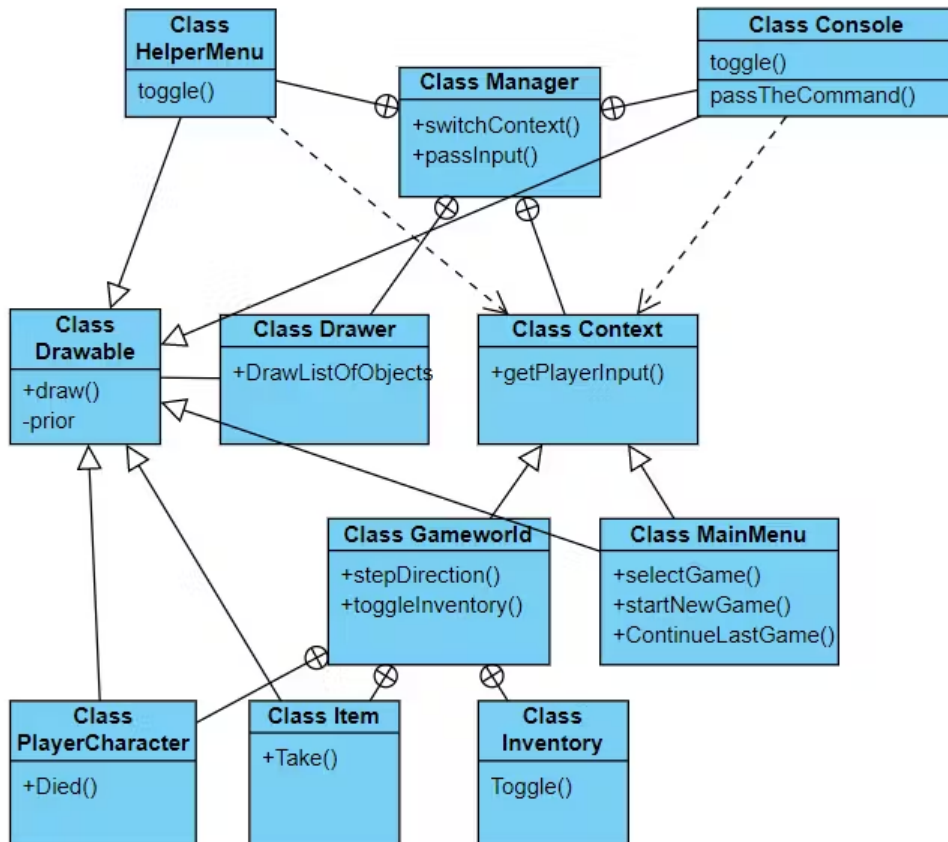 Class
HelperMenu
toggle()
Class Manager
+switchContext()
+passInput()
Class Console
toggle()
passTheCommand()
Class
Drawable
+draw()
-prior
Class Drawer
+DrawListOfObjects
Class Context
+getPlayerInput()
Class Gameworld
+stepDirection()
+toggleInventory()
Class MainMenu
+selectGame()
+startNewGame()
+ContinueLastGame()
Class
PlayerCharacter
+Died()
Class Item
+Take()
Class
Inventory
Toggle()